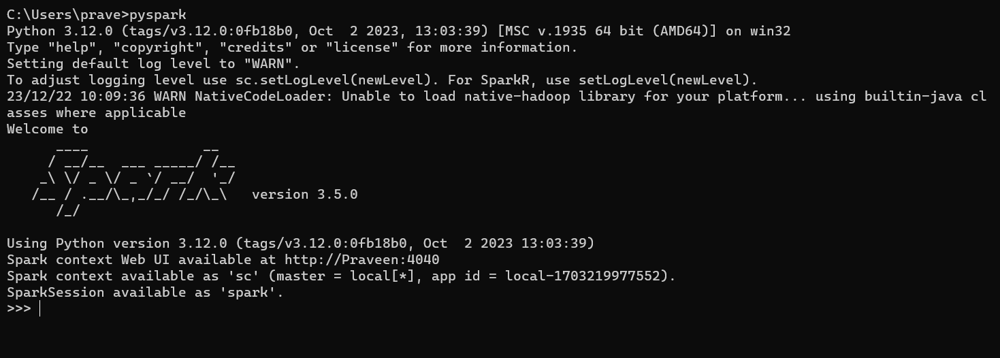 C:\Users\prave>pyspark
Python 3.12.0 (tags/v3.12.0:0fb18b0, Oct  2 2023, 13:03:39) [MSC v.1935 64 bit (AMD64)] on win32
Type "help", "copyright", "credits" or "license" for more information.
Setting default log level to "WARN".
To adjust logging level use sc.setLogLevel(newLevel). For SparkR, use setLogLevel(newLevel).
23/12/22 10:09:36 WARN NativeCodeLoader: Unable to load native-hadoop library for your platform... using builtin-java cl
asses where applicable
Welcome to
      ____              __
     / __/__  ___ _____/ /__
    _\ \/ _ \/ _ `/ __/  '_/
   /__ / .__/\_,_/_/ /_/\_\   version 3.5.0
      /_/
Using Python version 3.12.0 (tags/v3.12.0:0fb18b0, Oct  2 2023 13:03:39)
Spark context Web UI available at http://Praveen:4040
Spark context available as 'sc' (master = local[*], app id = local-1703219977552).
SparkSession available as 'spark'.
>>>